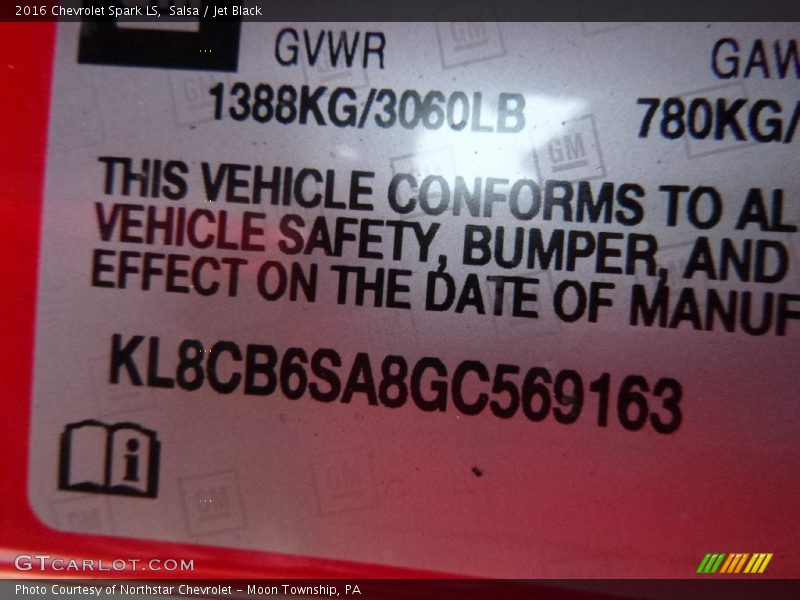 2016 Chevrolet Spark LS, Salsa / Jet Black
GVWR GAW
1388KG/3060LB 780KG/
GM
THIS VEHICLE CONFORMS TO AL
VEHICLE SAFETY, BUMPER, AND
EFFECT ON THE DATE OF MANUF
KL8CB6SA8GC569163
i
GTCARLOT.COM
Photo Courtesy of Northstar Chevrolet - Moon Township, PA